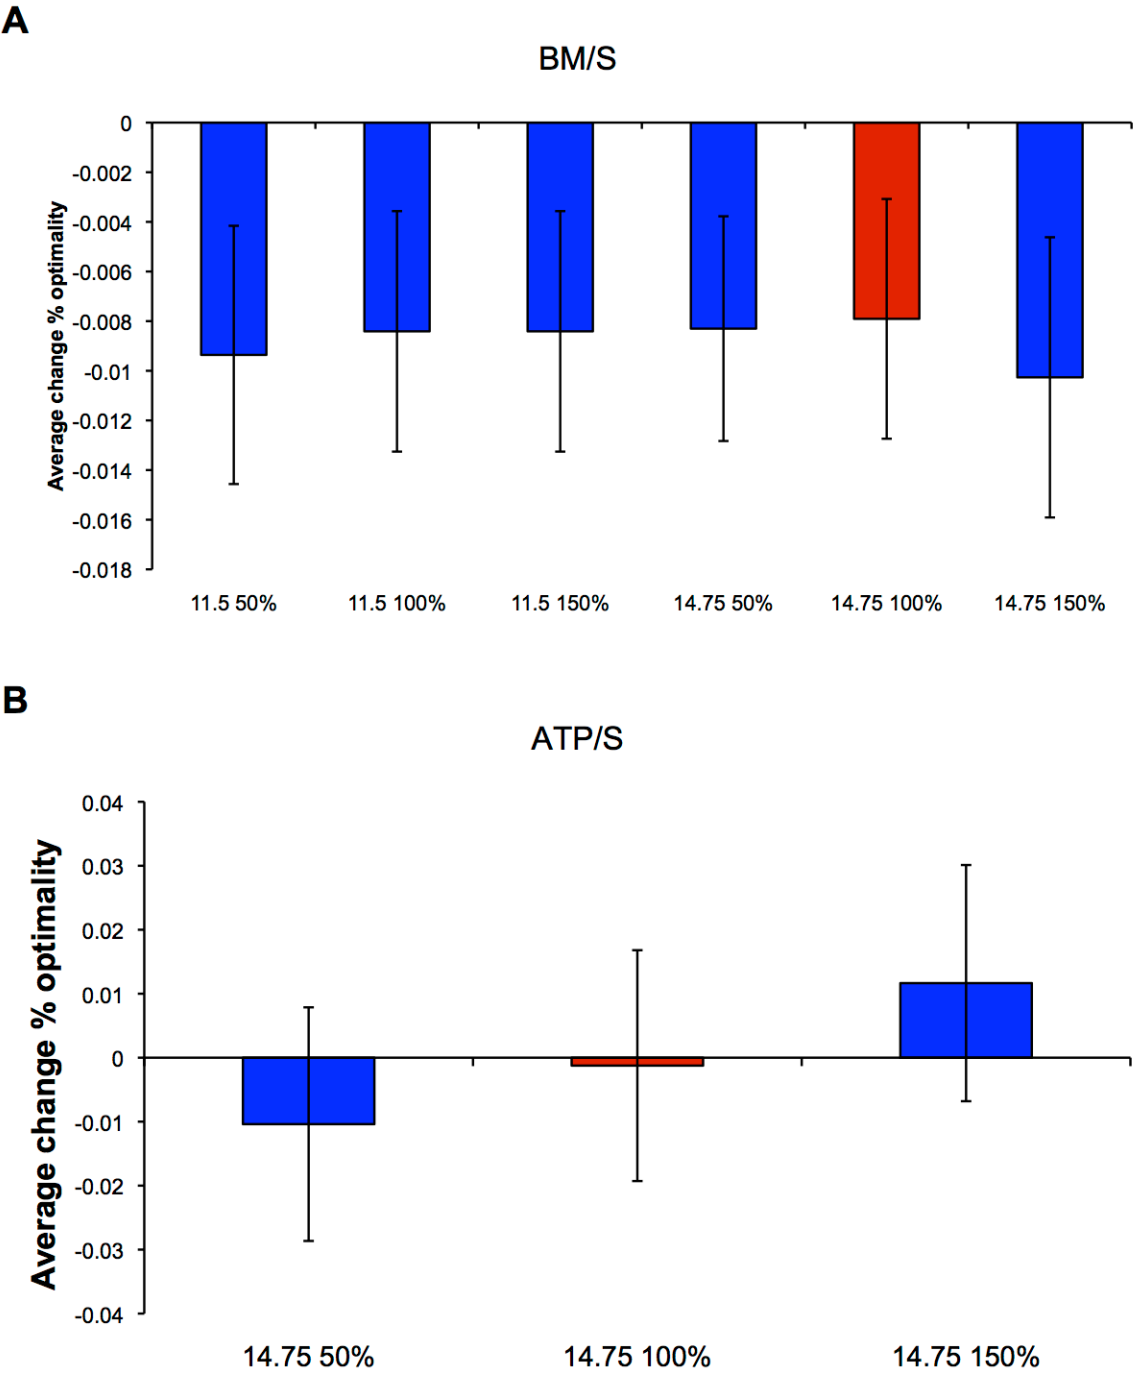 A
BM/S
Average change % optimality
0
-0.002
-0.004
-0.006
-0.008
-0.01
-0.012
-0.014
-0.016
-0.018
11.5 50% 11.5 100% 11.5 150% 14.75 50% 14.75 100% 14.75 150%
B
ATP/S
Average change % optimality
0.04
0.03
0.02
0.01
0
-0.01
-0.02
-0.03
-0.04
14.75 50% 14.75 100% 14.75 150%